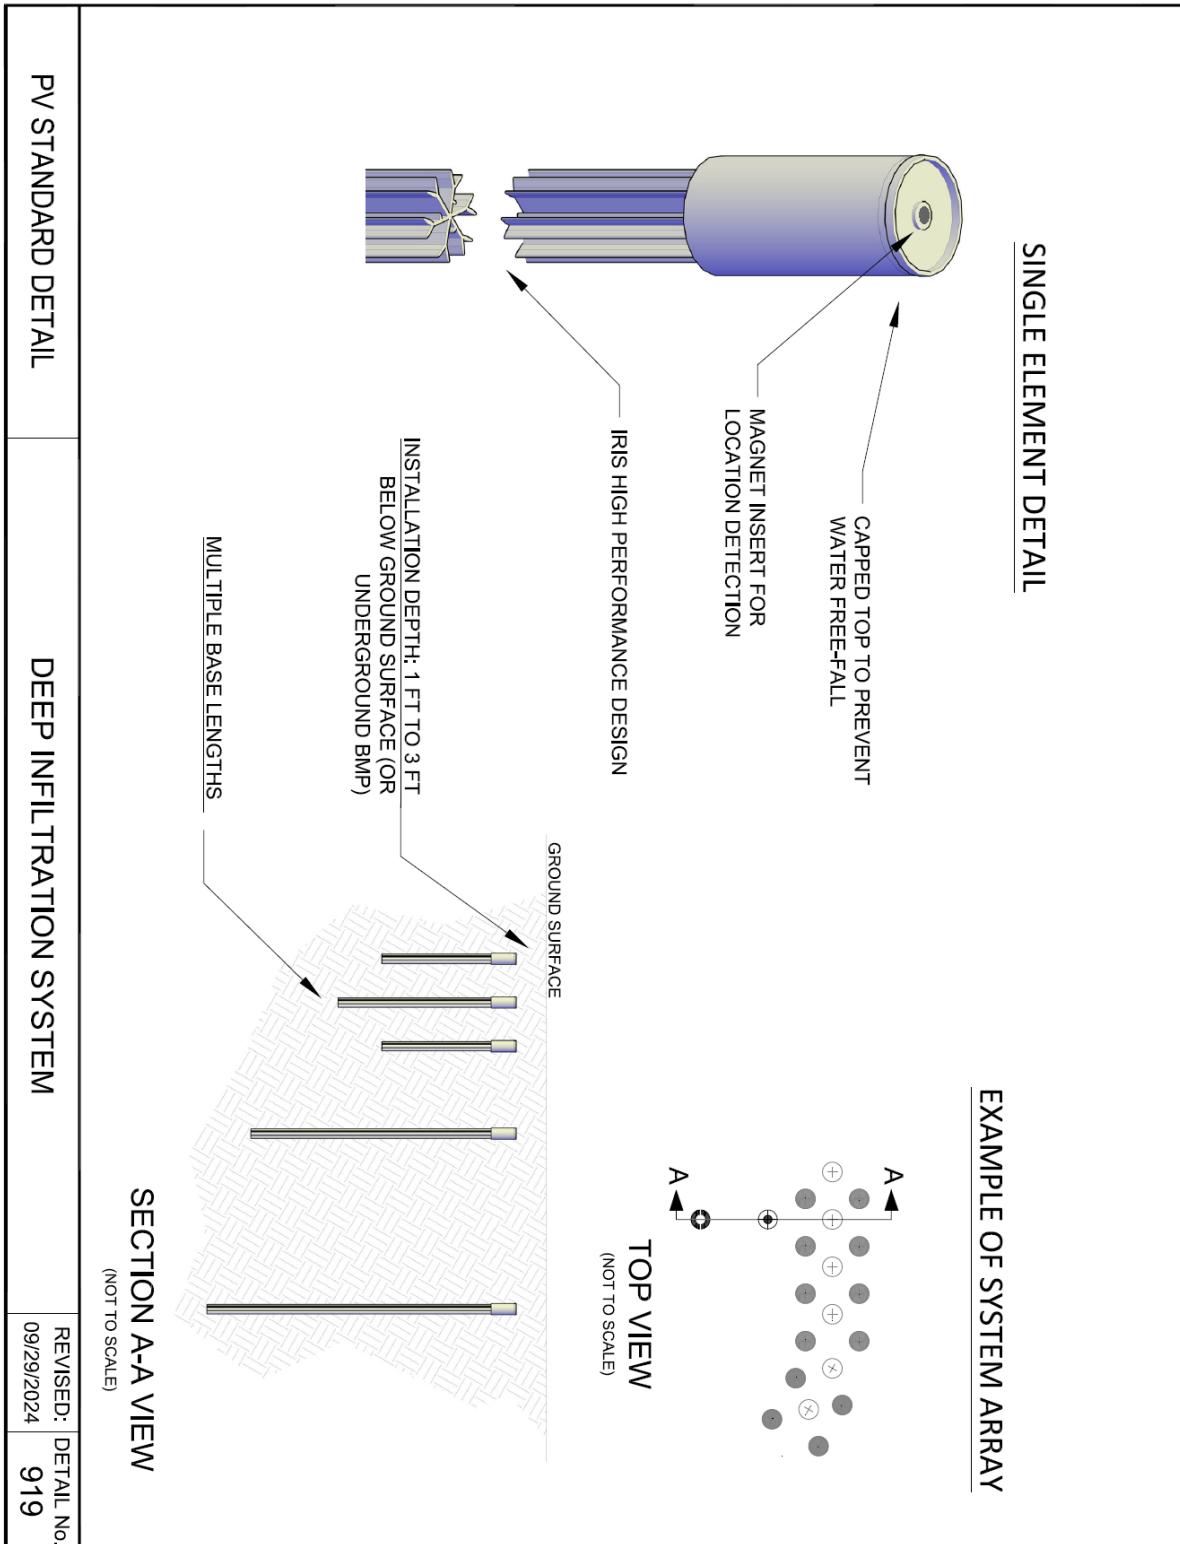 SINGLE ELEMENT DETAIL
CAPPED TOP TO PREVENT
WATER FREE-FALL
MAGNET INSERT FOR
LOCATION DETECTION
IRIS HIGH PERFORMANCE DESIGN
EXAMPLE OF SYSTEM ARRAY
A
A
TOP VIEW
(NOT TO SCALE)
GROUND SURFACE
INSTALLATION DEPTH: 1 FT TO 3 FT
BELOW GROUND SURFACE (OR
UNDERGROUND BMP)
MULTIPLE BASE LENGTHS
SECTION A-A VIEW
(NOT TO SCALE)
PV STANDARD DETAIL
DEEP INFILTRATION SYSTEM
REVISED:
09/29/2024
DETAIL No.
919